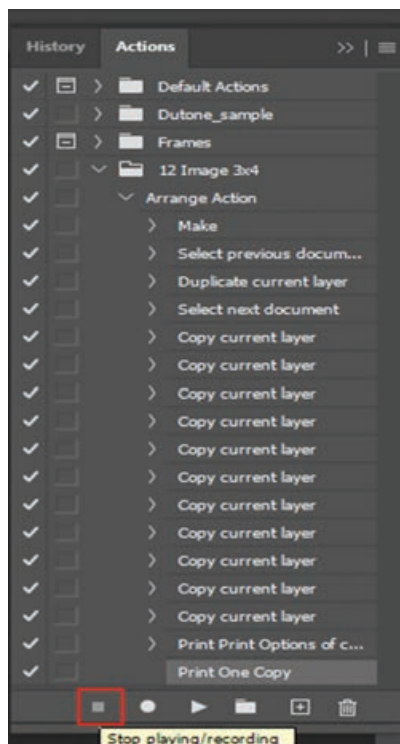 History Actions
Default Actions
Dutone_sample
Frames
12 Image 3x4
Arrange Action
Make
Select previous docum...
Duplicate current layer
Select next document
Copy current layer
Copy current layer
Copy current layer
Copy current layer
Copy current layer
Copy current layer
Copy current layer
Copy current layer
Copy current layer
Copy current layer
Copy current layer
Print Print Options of c...
Print One Copy
Stop playing/recording